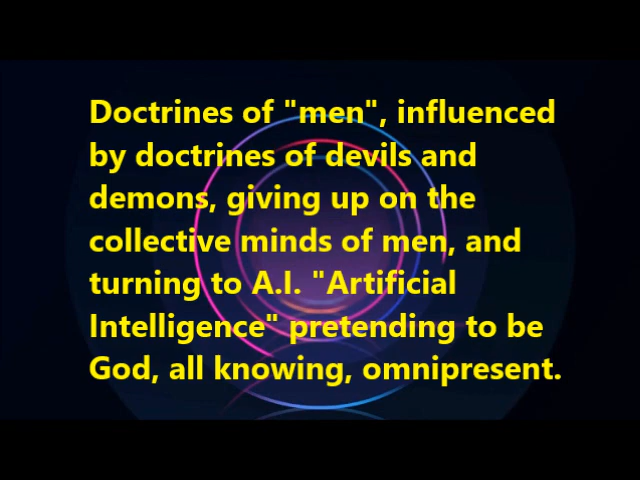 Doctrines of "men", influenced
by doctrines of devils and
demons, giving up on the
collective minds of men, and
turning to A.I. "Artificial
Intelligence" pretending to be
God, all knowing, omnipresent.